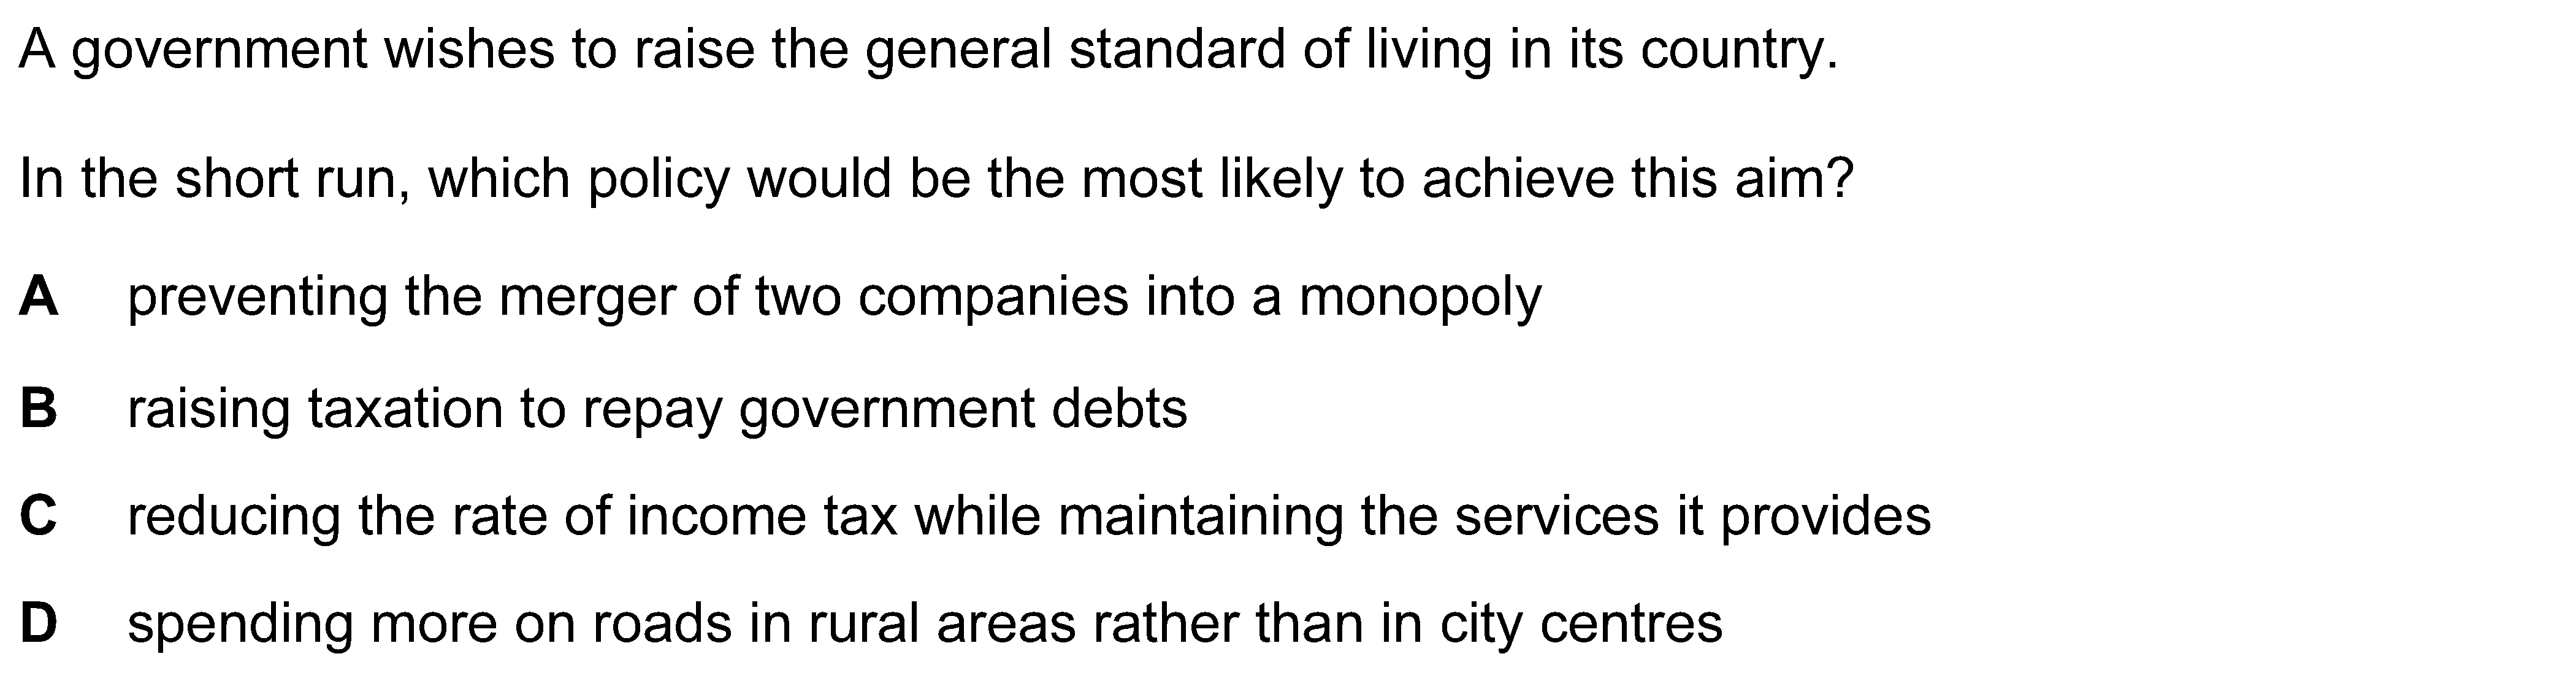 A government wishes to raise the general standard of living in its country.
In the short run, which policy would be the most likely to achieve this aim?
A preventing the merger of two companies into a monopoly
B raising taxation to repay government debts
C reducing the rate of income tax while maintaining the services it provides
D spending more on roads in rural areas rather than in city centres